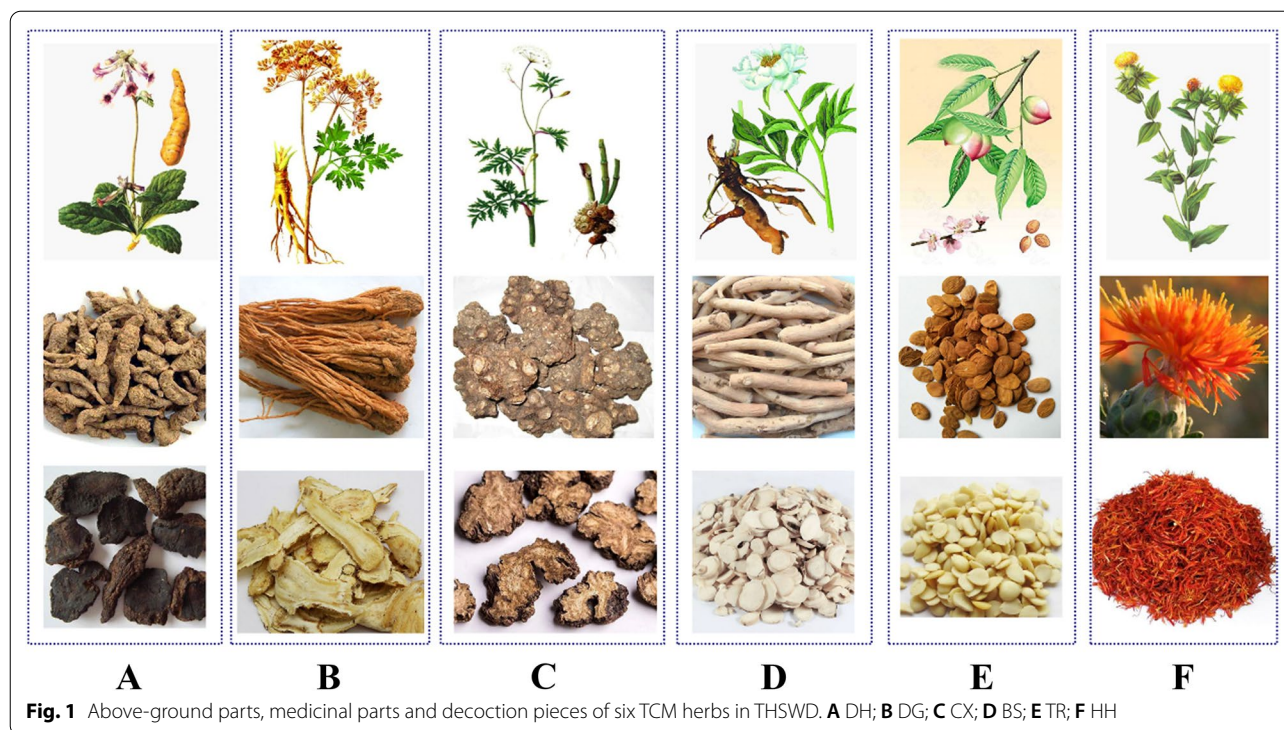 A B C D E F
Fig. 1 Above-ground parts, medicinal parts and decoction pieces of six TCM herbs in THSWD. A DH; B DG; C CX; D BS; E TR; F HH